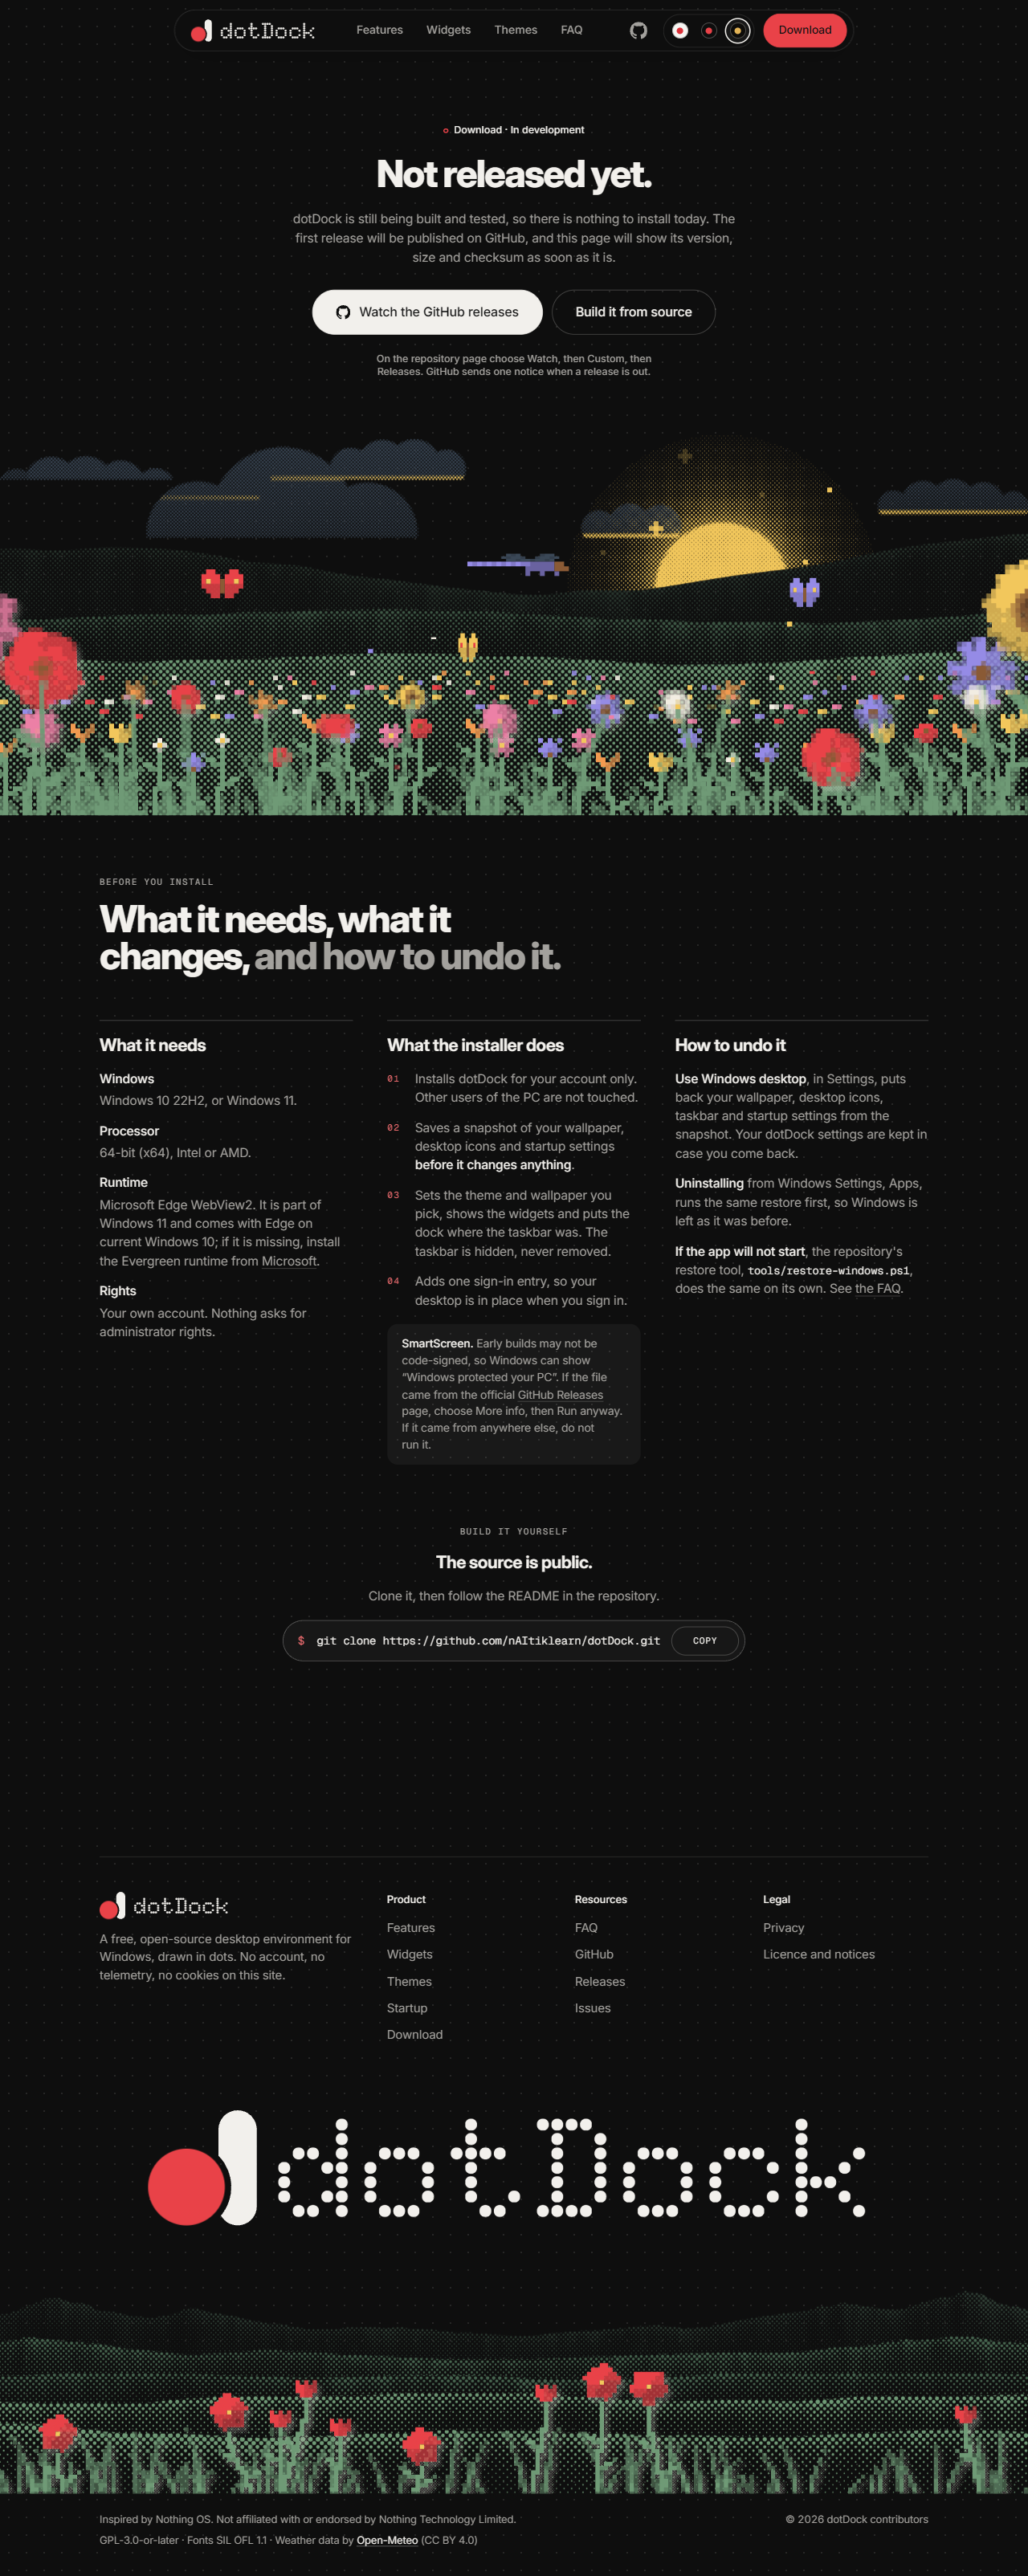 dotDock
Features
Widgets
Themes
FAQ
Download
Download · In development
Not released yet.
dotDock is still being built and tested, so there is nothing to install today. The
first release will be published on GitHub, and this page will show its version,
size and checksum as soon as it is.
Watch the GitHub releases
Build it from source
On the repository page choose Watch, then Custom, then
Releases. GitHub sends one notice when a release is out.
BEFORE YOU INSTALL
What it needs, what it
changes, and how to undo it.
What it needs
Windows
Windows 10 22H2, or Windows 11.
Processor
64-bit (x64), Intel or AMD.
Runtime
Microsoft Edge WebView2. It is part of
Windows 11 and comes with Edge on
current Windows 10; if it is missing, install
the Evergreen runtime from Microsoft.
Rights
Your own account. Nothing asks for
administrator rights.
What the installer does
01 Installs dotDock for your account only.
Other users of the PC are not touched.
02 Saves a snapshot of your wallpaper,
desktop icons and startup settings
before it changes anything.
03 Sets the theme and wallpaper you
pick, shows the widgets and puts the
dock where the taskbar was. The
taskbar is hidden, never removed.
04 Adds one sign-in entry, so your
desktop is in place when you sign in.
SmartScreen. Early builds may not be
code-signed, so Windows can show
“Windows protected your PC”. If the file
came from the official GitHub Releases
page, choose More info, then Run anyway.
If it came from anywhere else, do not
run it.
How to undo it
Use Windows desktop, in Settings, puts
back your wallpaper, desktop icons,
taskbar and startup settings from the
snapshot. Your dotDock settings are kept in
case you come back.
Uninstalling from Windows Settings, Apps,
runs the same restore first, so Windows is
left as it was before.
If the app will not start, the repository's
restore tool, tools/restore-windows.ps1,
does the same on its own. See the FAQ.
BUILD IT YOURSELF
The source is public.
Clone it, then follow the README in the repository.
$ git clone https://github.com/nAItiklearn/dotDock.git
COPY
dotDock
A free, open-source desktop environment for
Windows, drawn in dots. No account, no
telemetry, no cookies on this site.
Product
Features
Widgets
Themes
Startup
Download
Resources
FAQ
GitHub
Releases
Issues
Legal
Privacy
Licence and notices
dotDock
Inspired by Nothing OS. Not affiliated with or endorsed by Nothing Technology Limited.
© 2026 dotDock contributors
GPL-3.0-or-later · Fonts SIL OFL 1.1 · Weather data by Open-Meteo (CC BY 4.0)